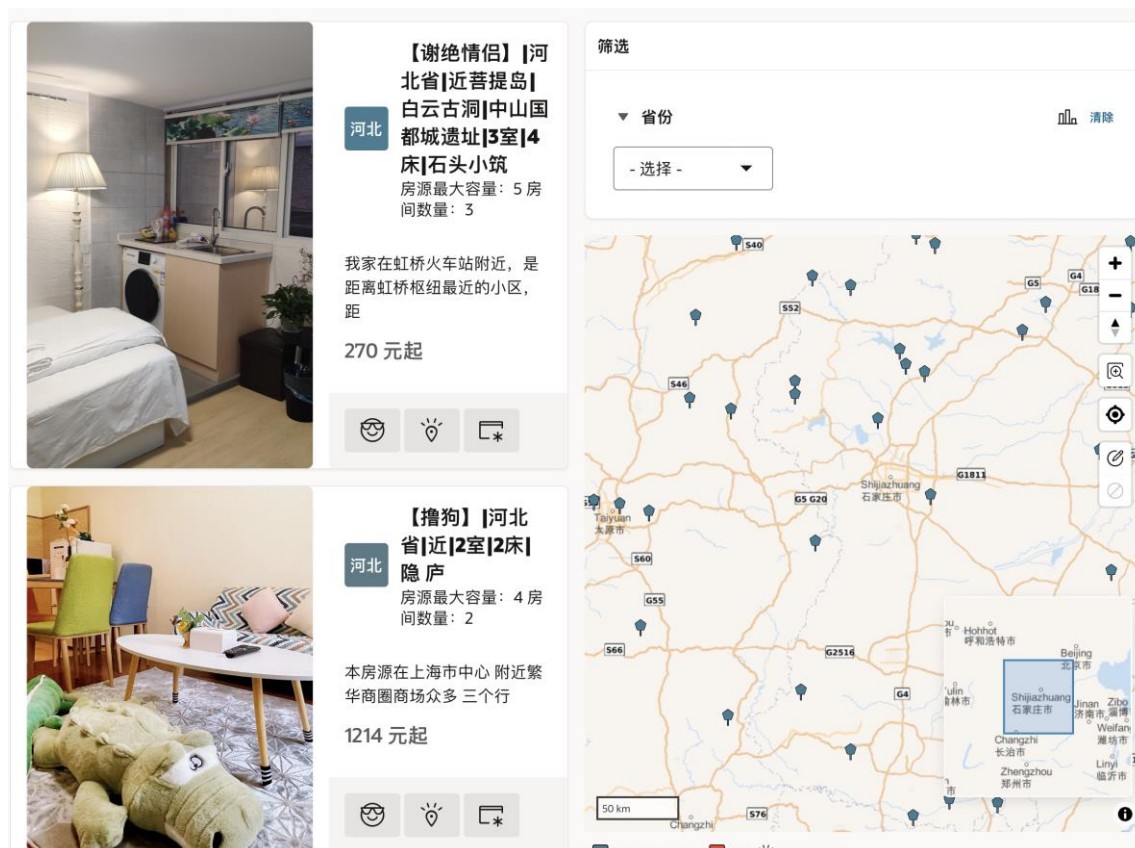 【谢绝情侣】|河
北省|近菩提岛|
白云古洞|中山国
都城遗址|3室|4
床|石头小筑
河北
房源最大容量：5 房
间数量：3
我家在虹桥火车站附近，是
距离虹桥枢纽最近的小区，
距
270 元起
【撸狗】|河北
省|近|2室|2床|
隐 庐
河北
房源最大容量：4 房
间数量：2
本房源在上海市中心 附近繁
华商圈商场众多 三个行
1214 元起
筛选
省份
清除
- 选择 -
S40
G4
G5
G18
S52
S46
G1811
Shijiazhuang
石家庄市
G5 G20
Taiyuan
太原市
S60
G55
S66
G2516
G4
Hohhot
呼和浩特市
Beijing
北京市
Shijiazhuang
石家庄市
Jinan
济南市
Zibo
淄博
Weifang
潍坊市
Changzhi
长治市
Linyi
临沂市
Zhengzhou
郑州市
50 km
S76
Changzhi